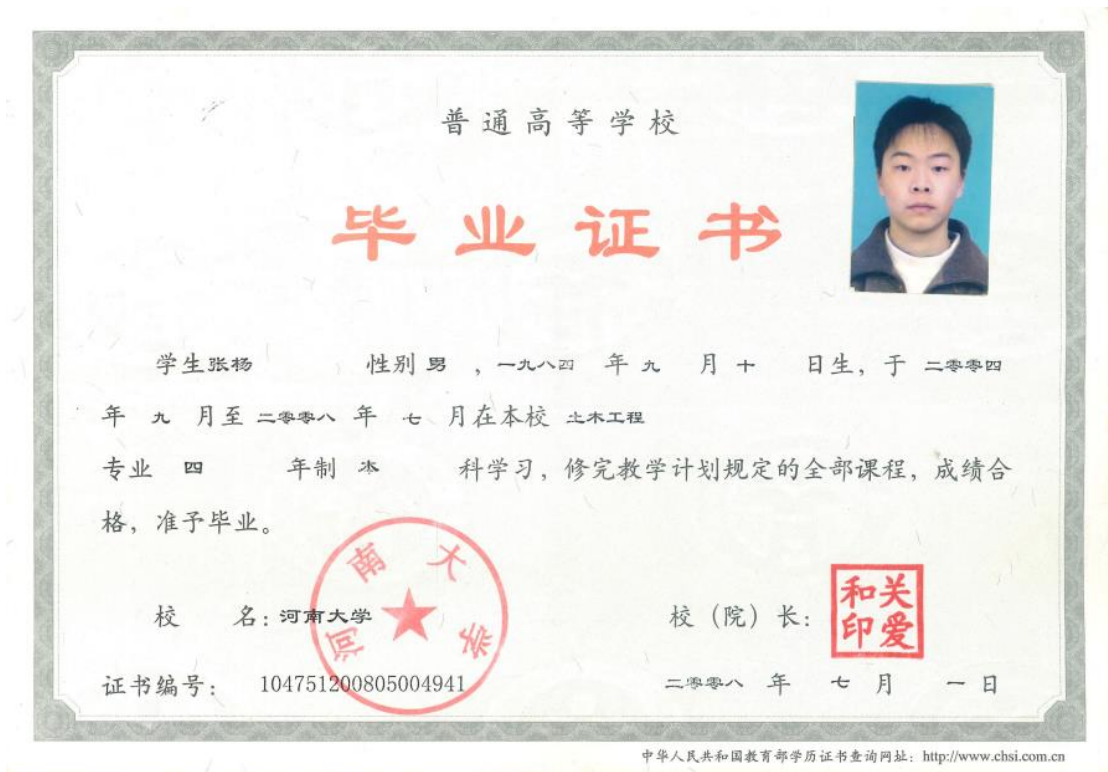 普通高等学校
毕业证书
学生张杨 性别男,一九八四年九月十日生,于二零零四
年九月至二零零八年七月在本校土木工程
专业四年制本科学习,修完教学计划规定的全部课程,成绩合
格,准予毕业。
河南大学
校名:河南大学 校(院)长: 关爱和印
证书编号: 104751200805004941 二零零八年七月一日
中华人民共和国教育部学历证书查询网址: http://www.chsi.com.cn